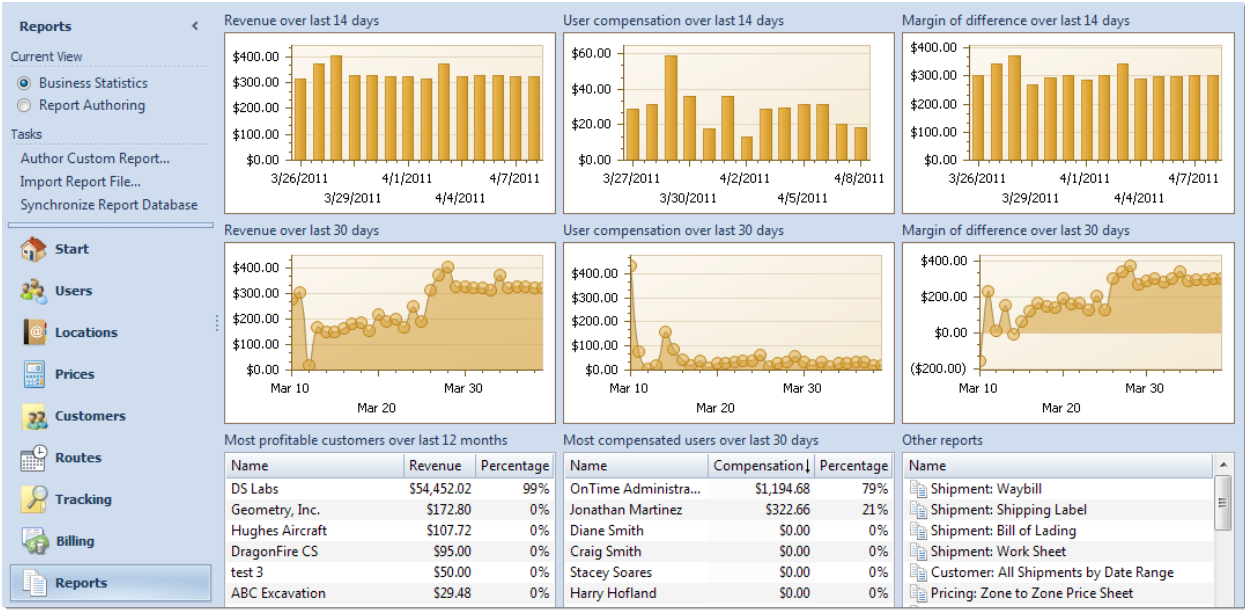 Reports
Current View
Business Statistics
Report Authoring
Tasks
Author Custom Report...
Import Report File...
Synchronize Report Database
Start
Users
Locations
Prices
Customers
Routes
Tracking
Billing
Reports
Revenue over last 14 days
$400.00
$300.00
$200.00
$100.00
$0.00
3/26/2011 4/1/2011 4/7/2011
3/29/2011 4/4/2011
User compensation over last 14 days
$60.00
$40.00
$20.00
$0.00
3/27/2011 4/2/2011 4/8/2011
3/30/2011 4/5/2011
Margin of difference over last 14 days
$400.00
$300.00
$200.00
$100.00
$0.00
3/26/2011 4/1/2011 4/7/2011
3/29/2011 4/4/2011
Revenue over last 30 days
$400.00
$300.00
$200.00
$100.00
$0.00
Mar 10 Mar 30
Mar 20
User compensation over last 30 days
$400.00
$300.00
$200.00
$100.00
$0.00
Mar 10 Mar 30
Mar 20
Margin of difference over last 30 days
$400.00
$200.00
$0.00
($200.00)
Mar 10 Mar 30
Mar 20
Most profitable customers over last 12 months
Name Revenue Percentage
DS Labs $54,452.02 99%
Geometry, Inc. $172.80 0%
Hughes Aircraft $107.72 0%
DragonFire CS $95.00 0%
test 3 $50.00 0%
ABC Excavation $29.48 0%
Most compensated users over last 30 days
Name Compensation Percentage
OnTime Administra... $1,194.68 79%
Jonathan Martinez $322.66 21%
Diane Smith $0.00 0%
Craig Smith $0.00 0%
Stacey Soares $0.00 0%
Harry Hofland $0.00 0%
Other reports
Name
Shipment: Waybill
Shipment: Shipping Label
Shipment: Bill of Lading
Shipment: Work Sheet
Customer: All Shipments by Date Range
Pricing: Zone to Zone Price Sheet